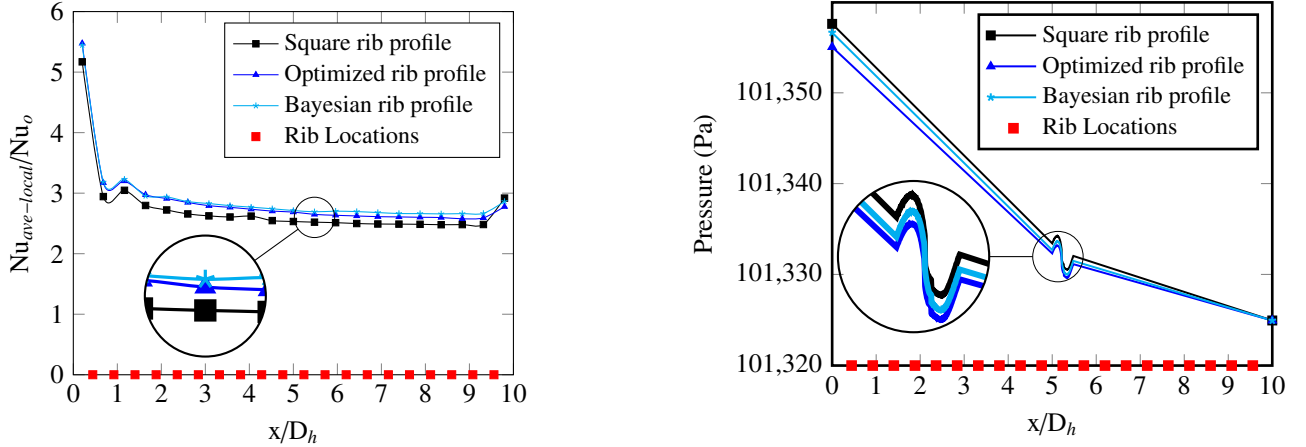 6
5
4
3
2
1
0
Nu_{ave-local}/Nu_o
Square rib profile
Optimized rib profile
Bayesian rib profile
Rib Locations
0 1 2 3 4 5 6 7 8 9 10
x/D_h
101,350
101,340
101,330
101,320
Pressure (Pa)
Square rib profile
Optimized rib profile
Bayesian rib profile
Rib Locations
0 1 2 3 4 5 6 7 8 9 10
x/D_h